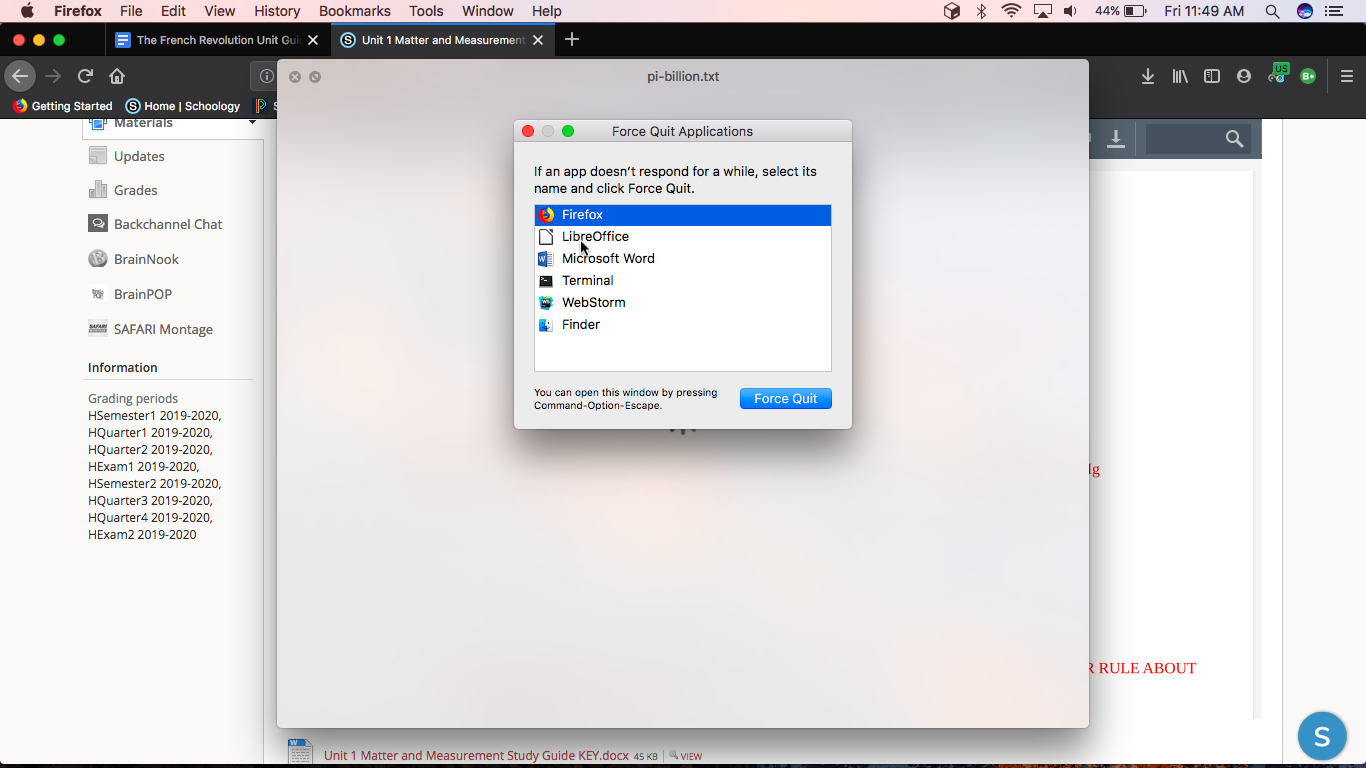 Firefox File Edit View History Bookmarks Tools Window Help 44% Fri 11:49 AM
The French Revolution Unit Gui
S Unit 1 Matter and Measurement
US
B+
Getting Started
S Home | Schoology
pi-billion.txt
Materials
Updates
Grades
Backchannel Chat
BrainNook
BrainPOP
SAFARI Montage
Information
Grading periods
HSemester1 2019-2020,
HQuarter1 2019-2020,
HQuarter2 2019-2020,
HExam1 2019-2020,
HSemester2 2019-2020,
HQuarter3 2019-2020,
HQuarter4 2019-2020,
HExam2 2019-2020
Force Quit Applications
If an app doesn't respond for a while, select its
name and click Force Quit.
Firefox
LibreOffice
Microsoft Word
Terminal
WebStorm
Finder
You can open this window by pressing
Command-Option-Escape.
Force Quit
RULE ABOUT
Unit 1 Matter and Measurement Study Guide KEY.docx 45 KB VIEW
S